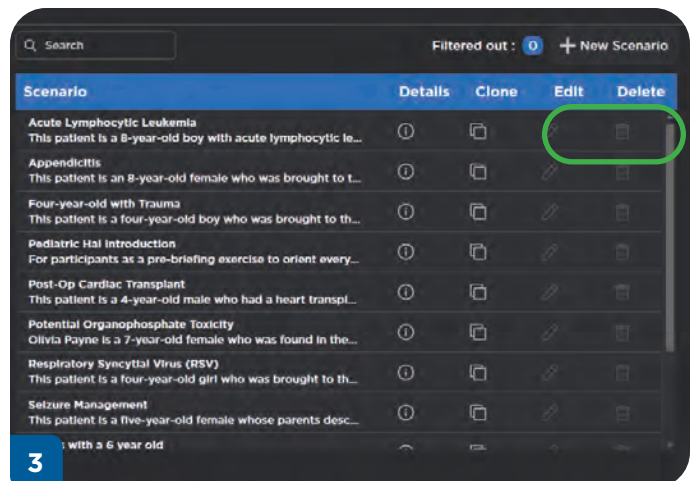 Search
Filtered out : 0 + New Scenario
Scenario Details Clone Edit Delete
Acute Lymphocytic Leukemia
This patient is a 8-year-old boy with acute lymphocytic le...
Appendicitis
This patient is an 8-year-old female who was brought to t...
Four-year-old with Trauma
This patient is a four-year-old boy who was brought to th...
Pediatric Hal Introduction
For participants as a pre-briefing exercise to orient every...
Post-Op Cardiac Transplant
This patient is a 4-year-old male who had a heart transpl...
Potential Organophosphate Toxicity
Olivia Payne is a 7-year-old female who was found in the...
Respiratory Syncytial Virus (RSV)
This patient is a four-year-old girl who was brought to th...
Seizure Management
This patient is a five-year-old female whose parents desc...
with a 6 year old
3